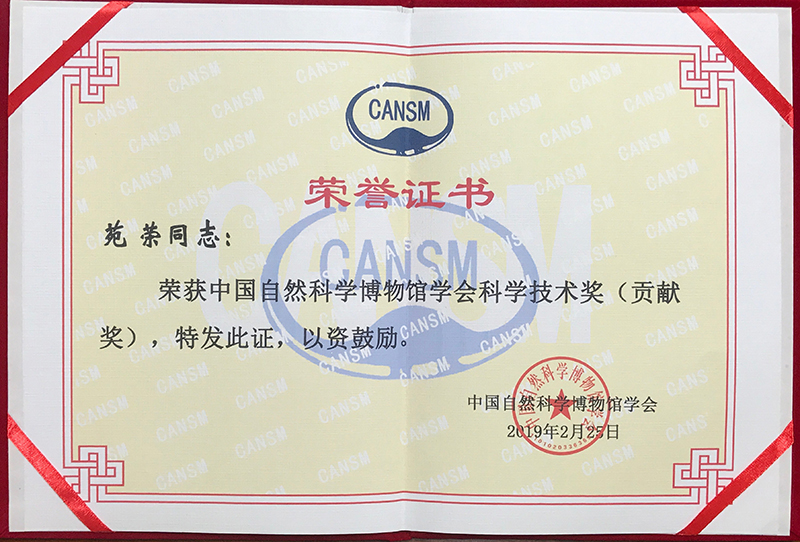 CANSM
荣誉证书
苑荣同志：
荣获中国自然科学博物馆学会科学技术奖（贡献
奖），特发此证，以资鼓励。
中国自然科学博物馆学会
2019年2月25日
CANSM